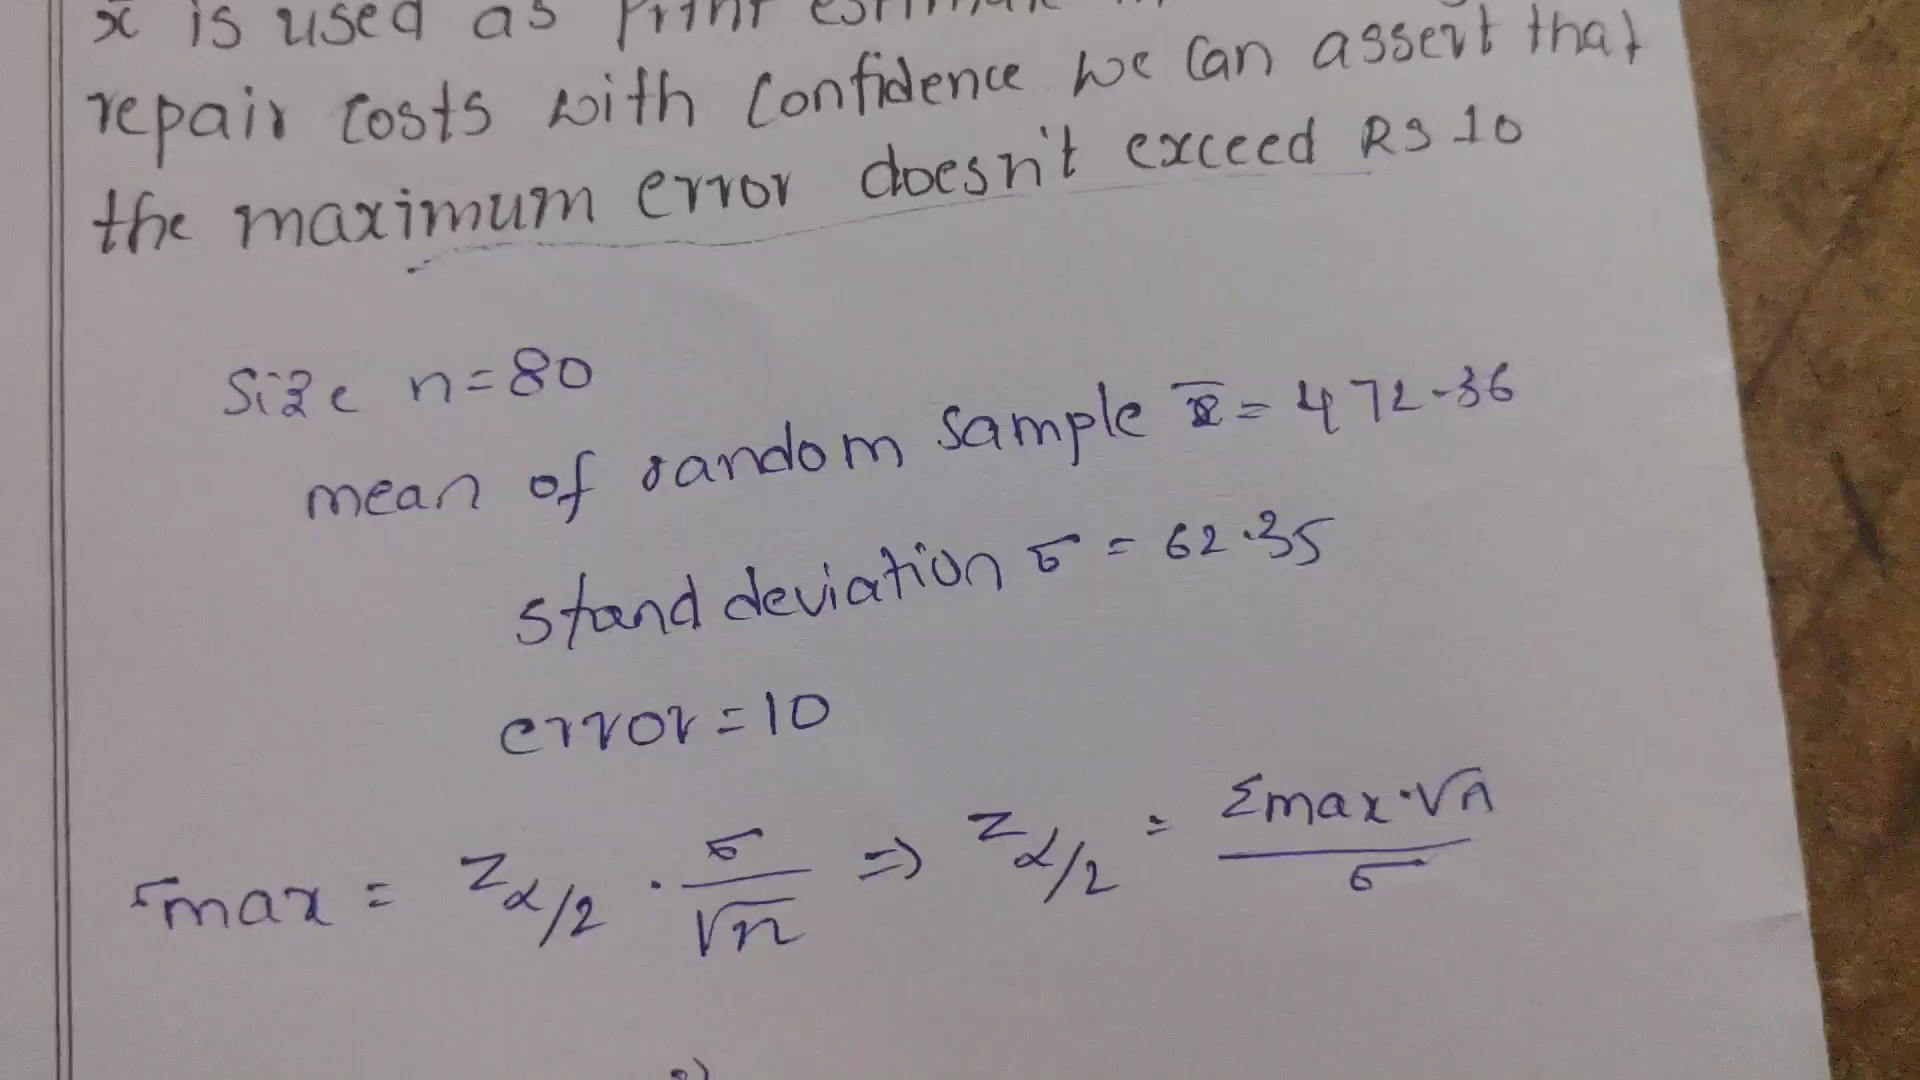 x̄ is used as
repair costs with confidence we can assert that
the maximum error doesn't exceed RS 10
Size n=80
mean of random sample x̄ = 472.36
stand deviation σ = 62.35
error = 10
Emax = Zα/2 · σ/√n ⇒ Zα/2 = Emax·√n/σ